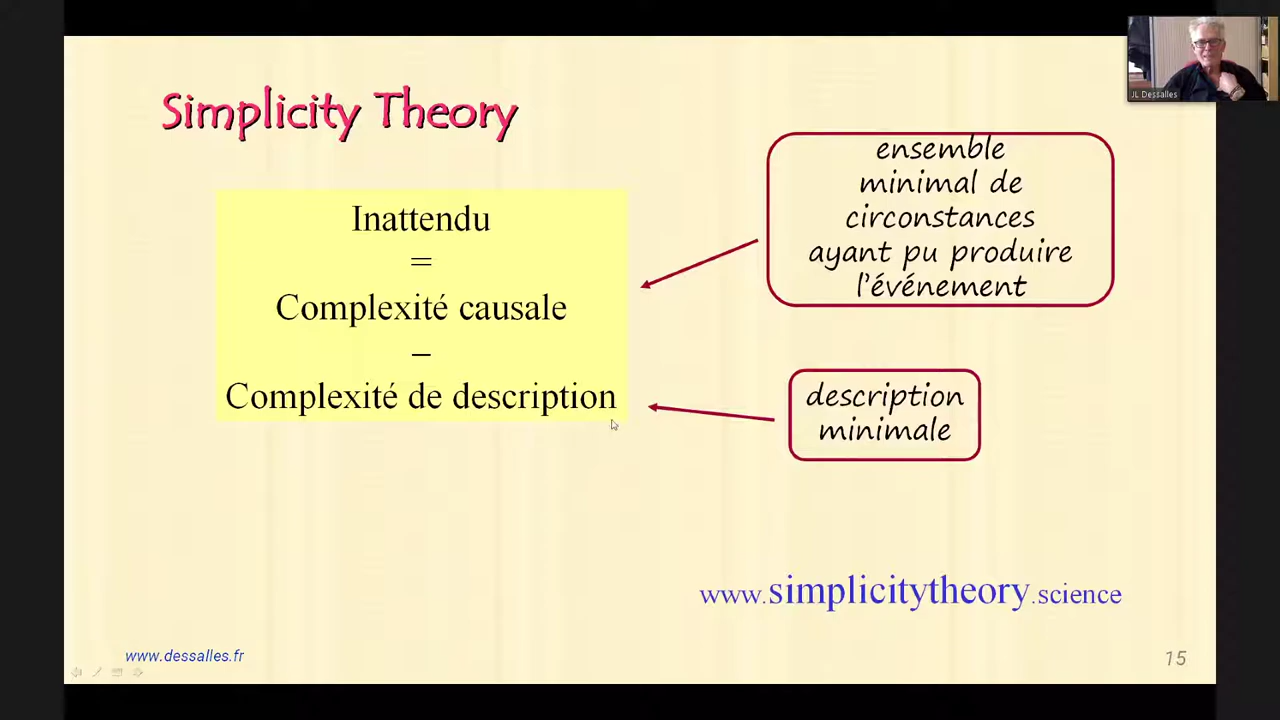 JL Dessalles
Simplicity Theory
Inattendu
=
Complexité causale
–
Complexité de description
ensemble
minimal de
circonstances
ayant pu produire
l'événement
description
minimale
www.simplicitytheory.science
www.dessalles.fr
15